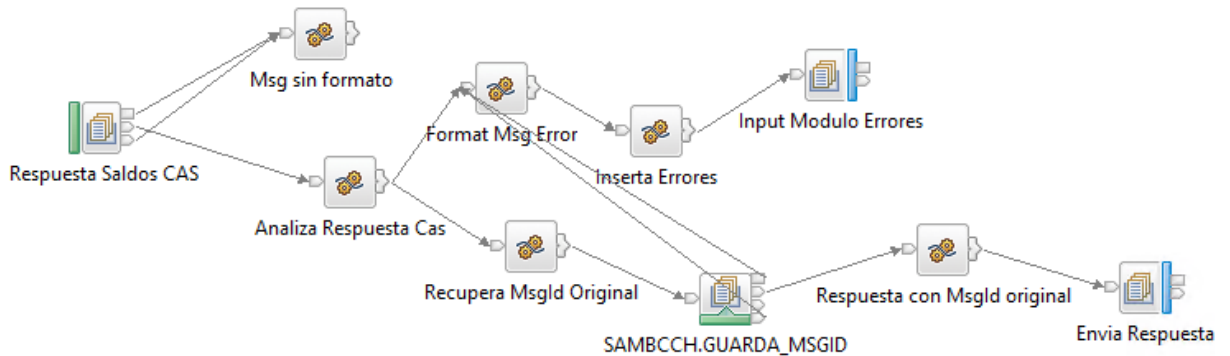 Msg sin formato
Respuesta Saldos CAS
Format Msg Error
Input Modulo Errores
Inserta Errores
Analiza Respuesta Cas
Recupera MsgId Original
SAMBCCH.GUARDA_MSGID
Respuesta con MsgId original
Envia Respuesta